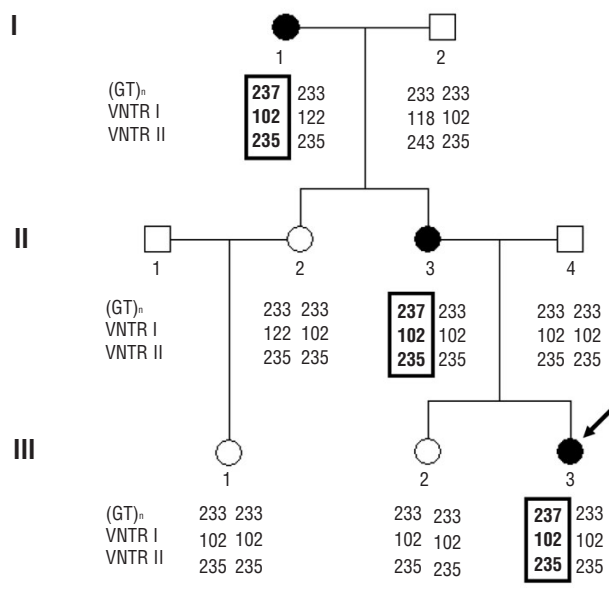 I
1 2
(GT)n 237 233 233 233
VNTR I 102 122 118 102
VNTR II 235 235 243 235
II
1 2 3 4
(GT)n 233 233 237 233 233 233
VNTR I 122 102 102 102 102 102
VNTR II 235 235 235 235 235 235
III
1 2 3
(GT)n 233 233 233 233 237 233
VNTR I 102 102 102 102 102 102
VNTR II 235 235 235 235 235 235